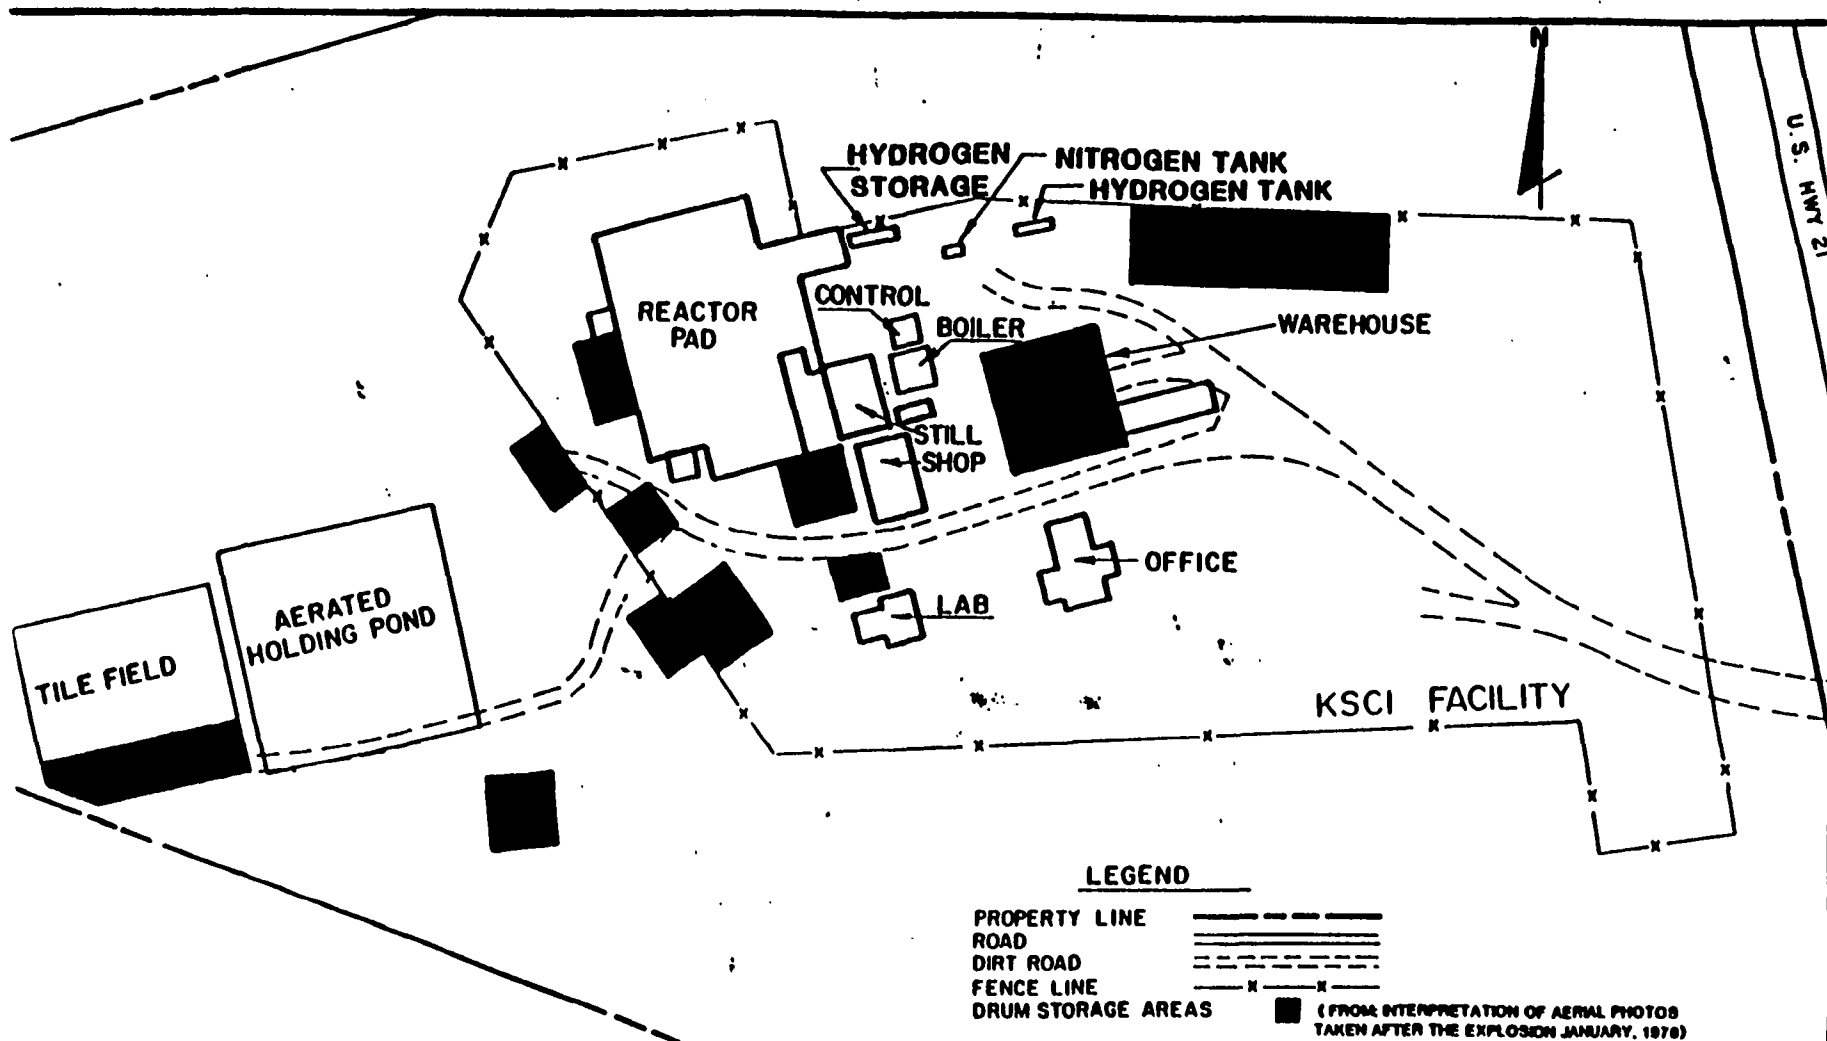 N
U.S. HWY 21
HYDROGEN
STORAGE
NITROGEN TANK
HYDROGEN TANK
REACTOR
PAD
CONTROL
BOILER
WAREHOUSE
STILL
SHOP
OFFICE
LAB
AERATED
HOLDING POND
TILE FIELD
KSCI FACILITY
LEGEND
PROPERTY LINE
ROAD
DIRT ROAD
FENCE LINE
DRUM STORAGE AREAS
(FROM INTERPRETATION OF AERIAL PHOTOS
TAKEN AFTER THE EXPLOSION JANUARY, 1978)